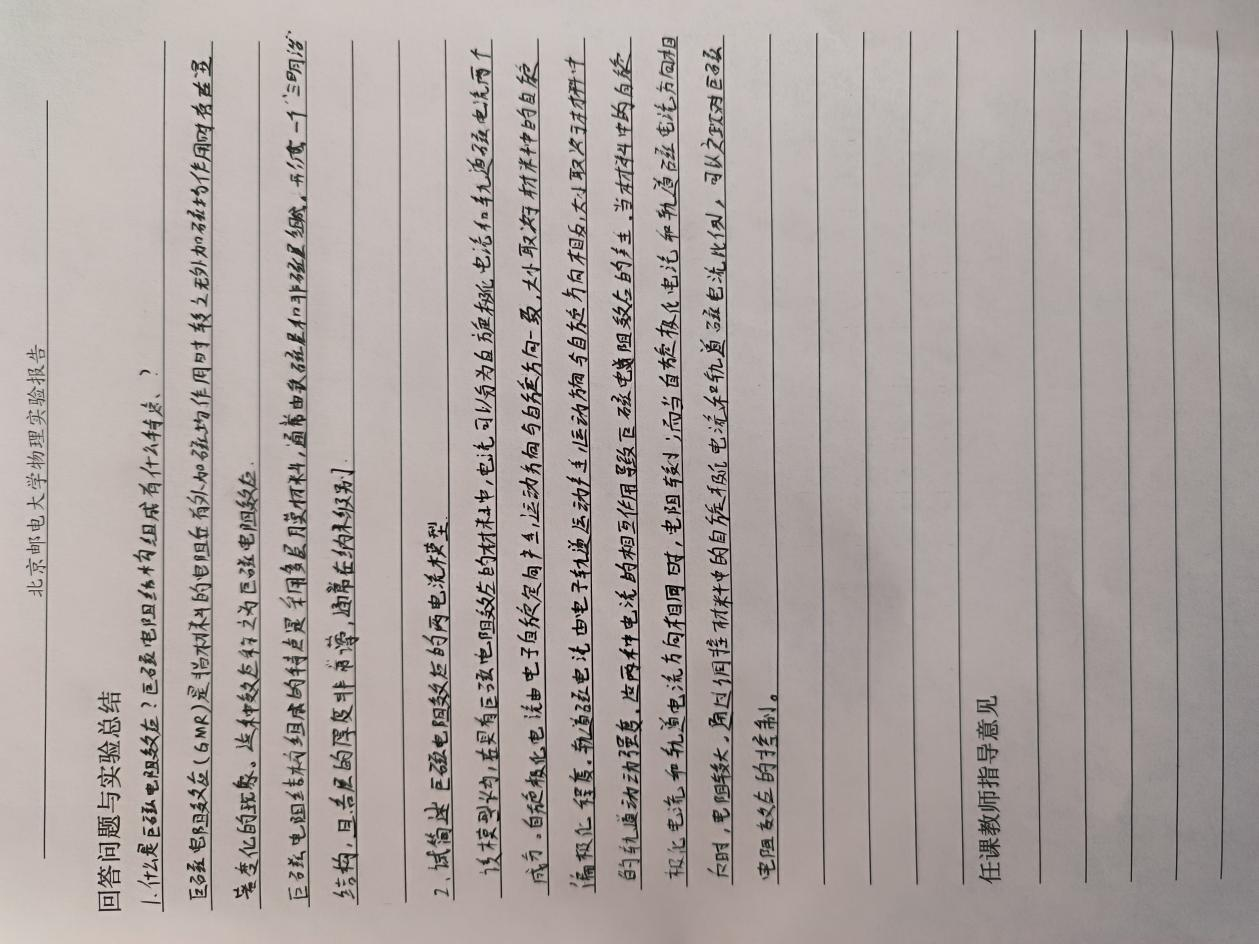 北京邮电大学物理实验报告
回答问题与实验总结
1.什么是巨磁电阻效应?巨磁电阻结构组成有什么特点?
巨磁电阻效应(GMR)是指材料的电阻在有外加磁场作用时较之无外加磁场作用时存在显
著变化的现象、这种效应称之为巨磁电阻效应.
巨磁电阻结构组成的特点是采用多层膜材料,通常由铁磁层和非磁层组成,形成一个“三明治”
结构,且各层的厚度非常薄,通常在纳米级别.
2、试简述巨磁电阻效应的两电流模型
该模型认为,在具有巨磁电阻效应的材料中,电流可以分为自旋极化电流和轨道磁电流两个
成分.自旋极化电流由电子自旋定向产生,运动方向与自旋方向一致,大小取决于材料中的自旋
偏极化程度.轨道磁电流由电子轨道运动产生,运动方向与自旋方向相反,大小取决于材料中
的轨道运动强度.这两种电流的相互作用导致巨磁电阻效应的产生.当材料中的自旋
极化电流和轨道电流方向相同时,电阻较小;而当自旋极化电流和轨道磁电流方向相
反时,电阻较大.通过调控材料中的自旋极化电流和轨道磁电流比例,可以实现对巨磁
电阻效应的控制。
任课教师指导意见